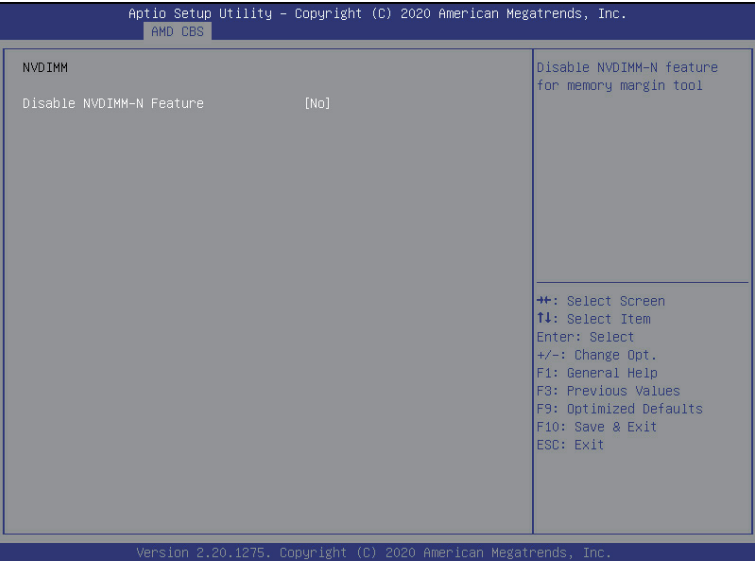 Aptio Setup Utility – Copyright (C) 2020 American Megatrends, Inc.
AMD CBS
NVDIMM
Disable NVDIMM-N Feature [No]
Disable NVDIMM-N feature
for memory margin tool
→←: Select Screen
↑↓: Select Item
Enter: Select
+/-: Change Opt.
F1: General Help
F3: Previous Values
F9: Optimized Defaults
F10: Save & Exit
ESC: Exit
Version 2.20.1275. Copyright (C) 2020 American Megatrends, Inc.